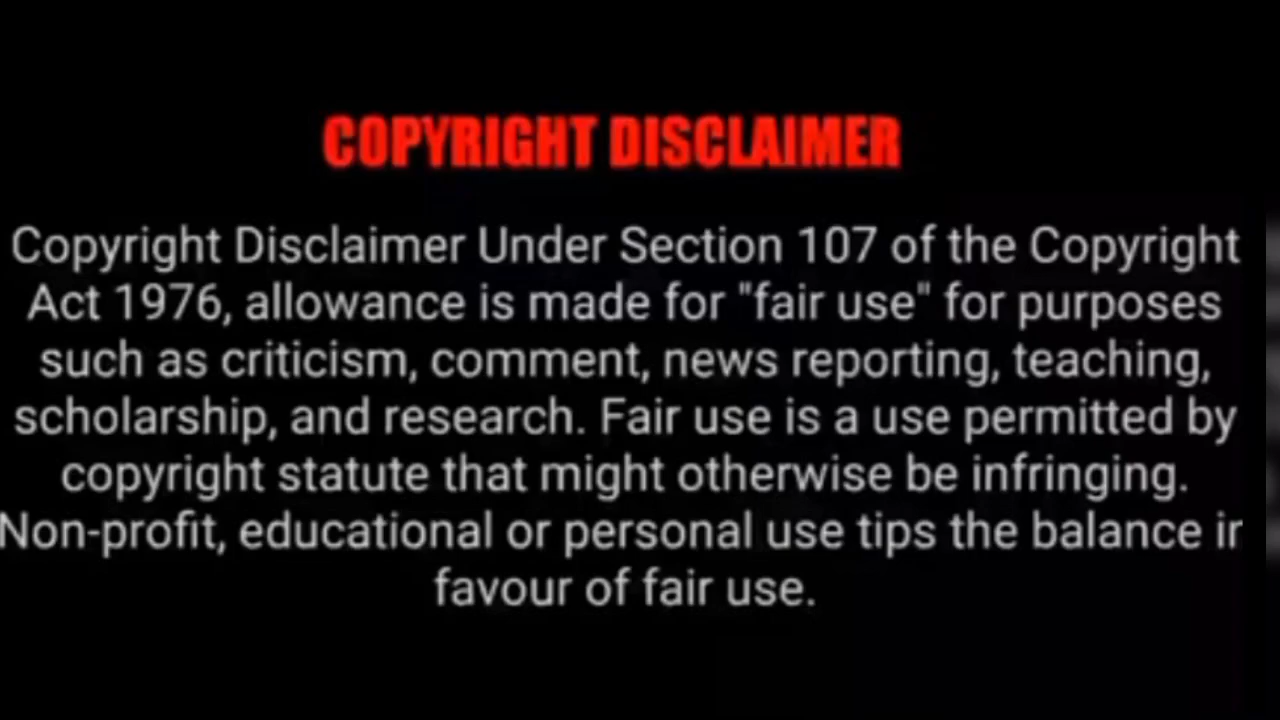 COPYRIGHT DISCLAIMER
Copyright Disclaimer Under Section 107 of the Copyright
Act 1976, allowance is made for "fair use" for purposes
such as criticism, comment, news reporting, teaching,
scholarship, and research. Fair use is a use permitted by
copyright statute that might otherwise be infringing.
Non-profit, educational or personal use tips the balance in
favour of fair use.